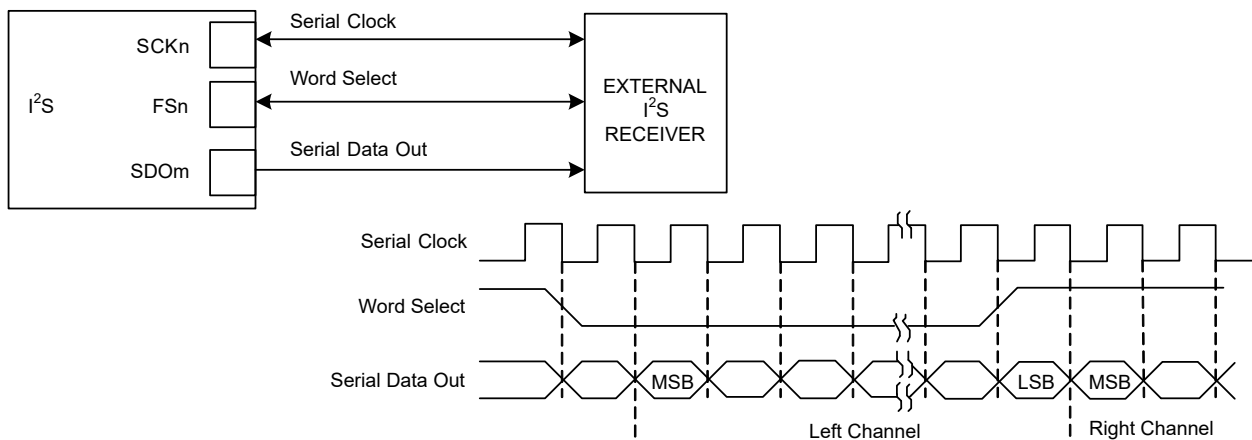 Serial Clock
SCKn
Word Select
I²S
FSn
EXTERNAL
I²S
RECEIVER
Serial Data Out
SDOm
Serial Clock
Word Select
Serial Data Out
MSB
LSB
MSB
Left Channel
Right Channel